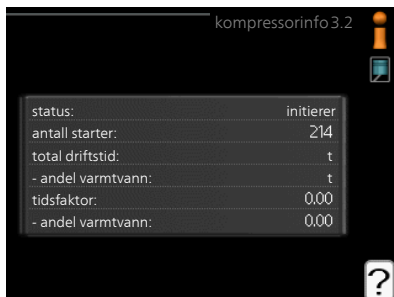 kompressorinfo 3.2
status: initierer
antall starter: 214
total driftstid: t
- andel varmtvann: t
tidsfaktor: 0.00
- andel varmtvann: 0.00
?